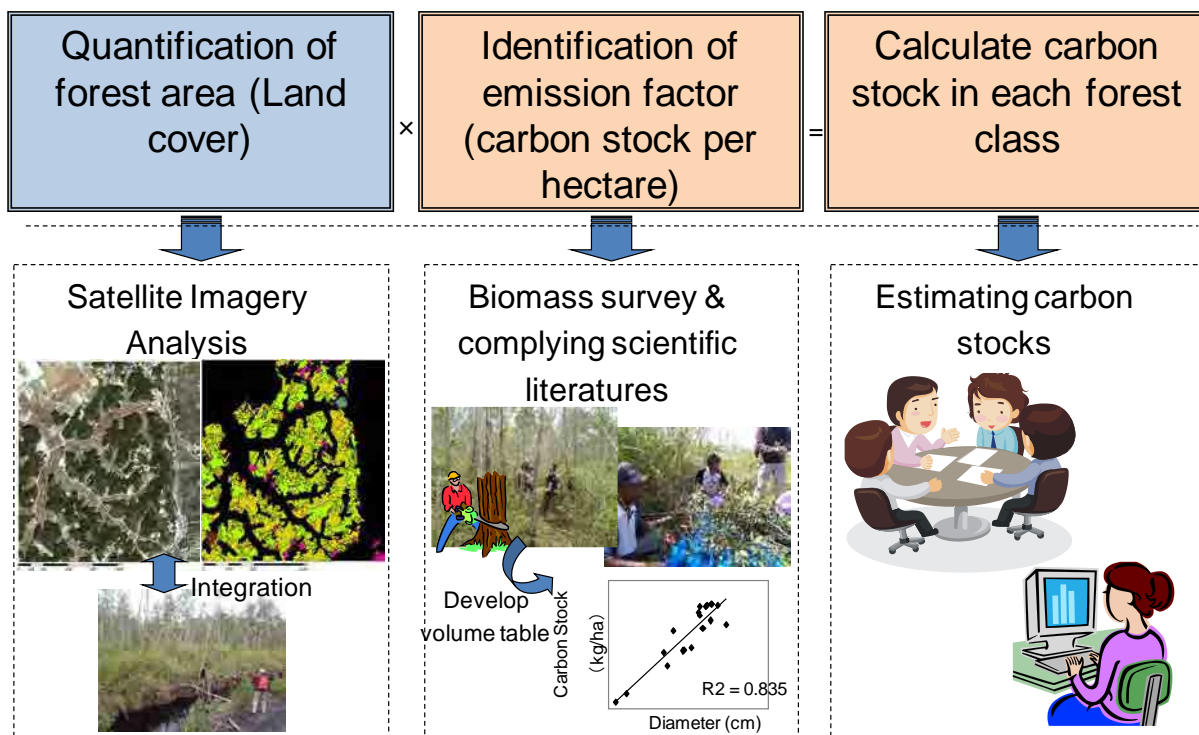 Quantification of
forest area (Land
cover)
×
Identification of
emission factor
(carbon stock per
hectare)
=
Calculate carbon
stock in each forest
class
Satellite Imagery
Analysis
Integration
Biomass survey &
complying scientific
literatures
Develop
volume table
Carbon Stock
(kg/ha)
R2 = 0.835
Diameter (cm)
Estimating carbon
stocks